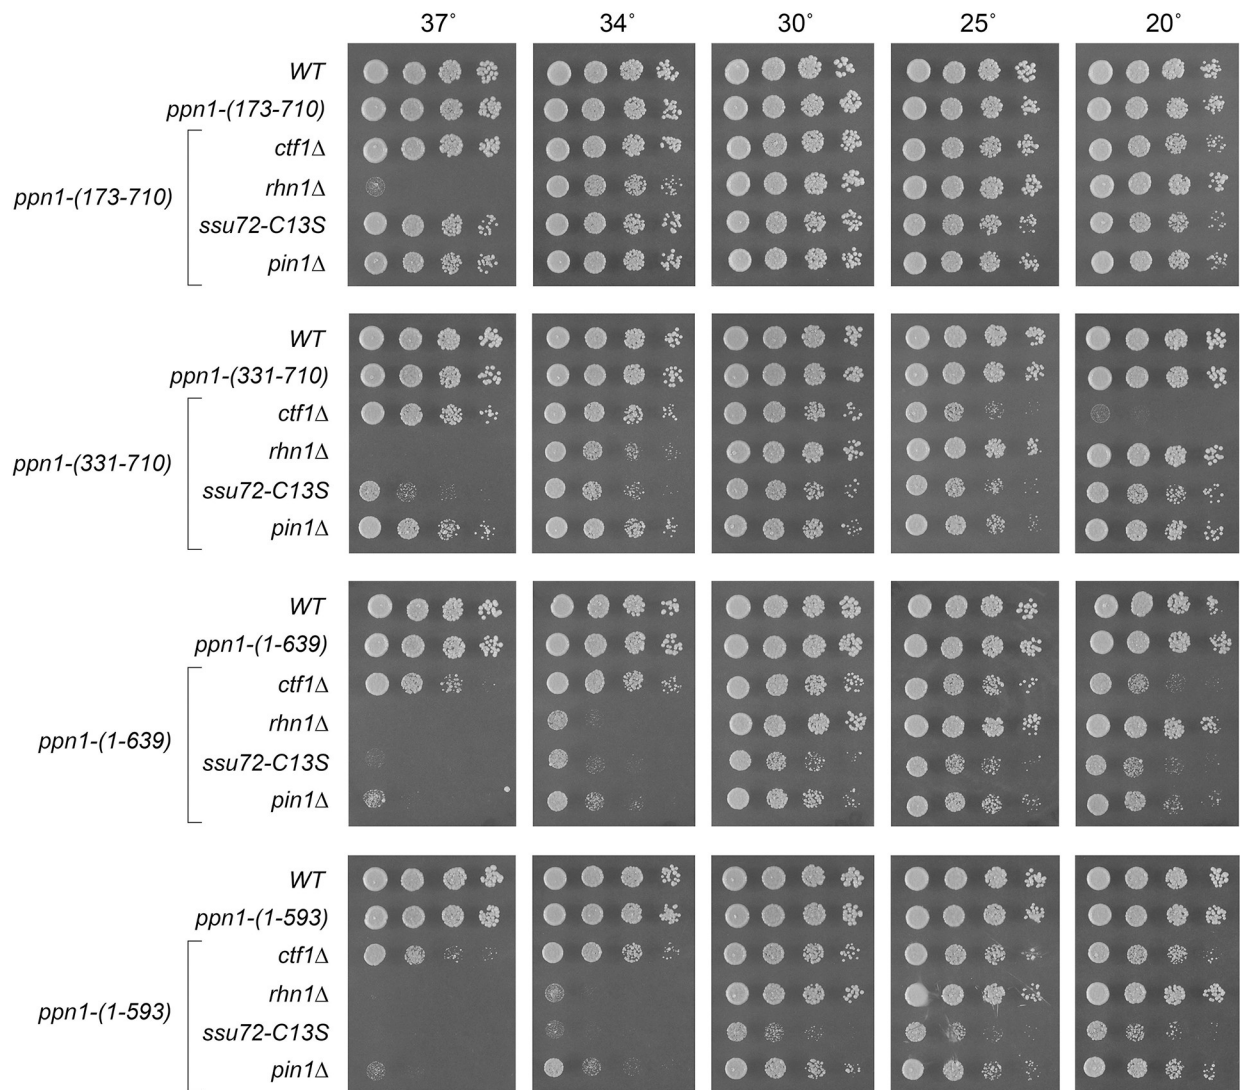 37° 34° 30° 25° 20°
WT
ppn1-(173-710)
ctf1Δ
rhn1Δ
ppn1-(173-710)
ssu72-C13S
pin1Δ
WT
ppn1-(331-710)
ctf1Δ
rhn1Δ
ppn1-(331-710)
ssu72-C13S
pin1Δ
WT
ppn1-(1-639)
ctf1Δ
rhn1Δ
ppn1-(1-639)
ssu72-C13S
pin1Δ
WT
ppn1-(1-593)
ctf1Δ
rhn1Δ
ppn1-(1-593)
ssu72-C13S
pin1Δ